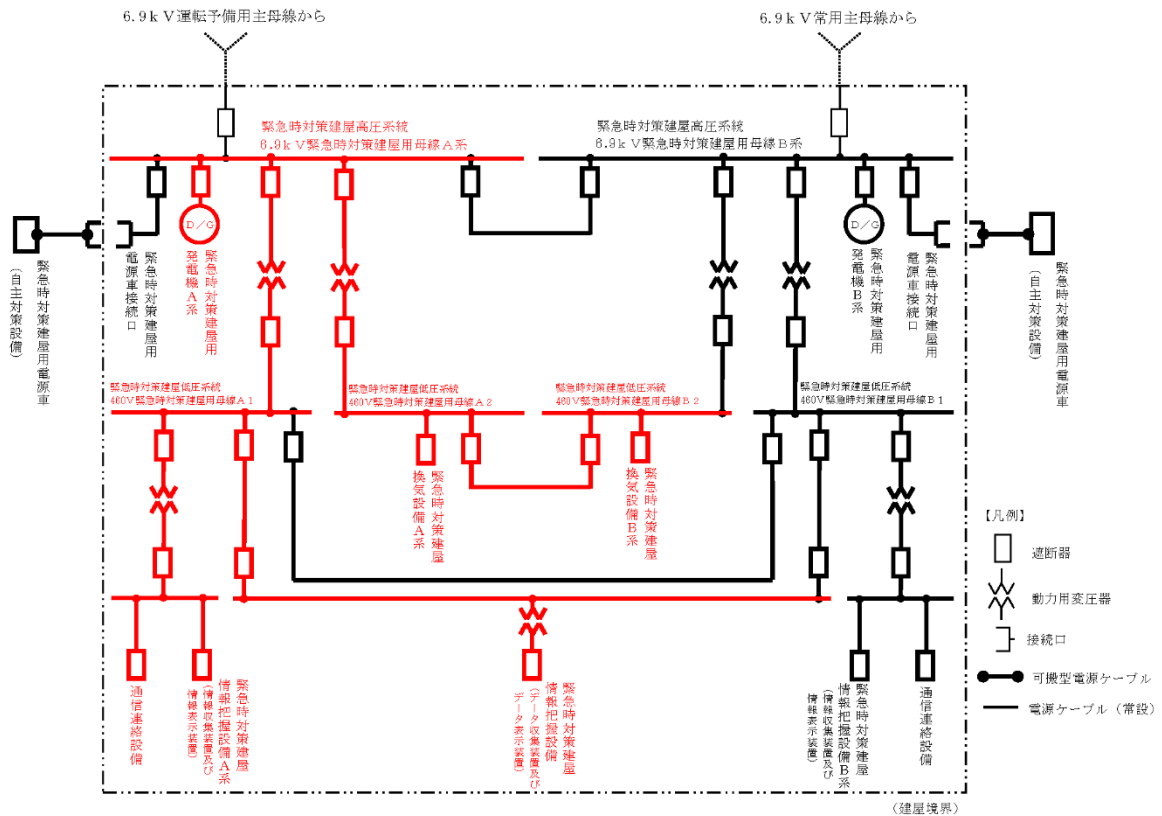 6.9kV運転予備用主母線から
6.9kV常用主母線から
緊急時対策建屋高圧系統
6.9kV緊急時対策建屋用母線A系
緊急時対策建屋高圧系統
6.9kV緊急時対策建屋用母線B系
緊急時対策建屋用電源車
(自主対策設備)
緊急時対策建屋用
電源車接続口
D/G
緊急時対策建屋用
発電機A系
D/G
緊急時対策建屋用
発電機B系
緊急時対策建屋用
電源車接続口
緊急時対策建屋用電源車
(自主対策設備)
緊急時対策建屋低圧系統
460V緊急時対策建屋用母線A1
緊急時対策建屋低圧系統
460V緊急時対策建屋用母線A2
緊急時対策建屋低圧系統
460V緊急時対策建屋用母線B2
緊急時対策建屋低圧系統
460V緊急時対策建屋用母線B1
緊急時対策建屋
換気設備A系
緊急時対策建屋
換気設備B系
通信連絡設備
緊急時対策建屋
情報把握設備A系
(情報収集装置及び
情報表示装置)
緊急時対策建屋
情報把握設備
(データ収集装置及び
データ表示装置)
緊急時対策建屋
情報把握設備B系
(情報収集装置及び
情報表示装置)
通信連絡設備
【凡例】
遮断器
動力用変圧器
接続口
可搬型電源ケーブル
電源ケーブル(常設)
(建屋境界)